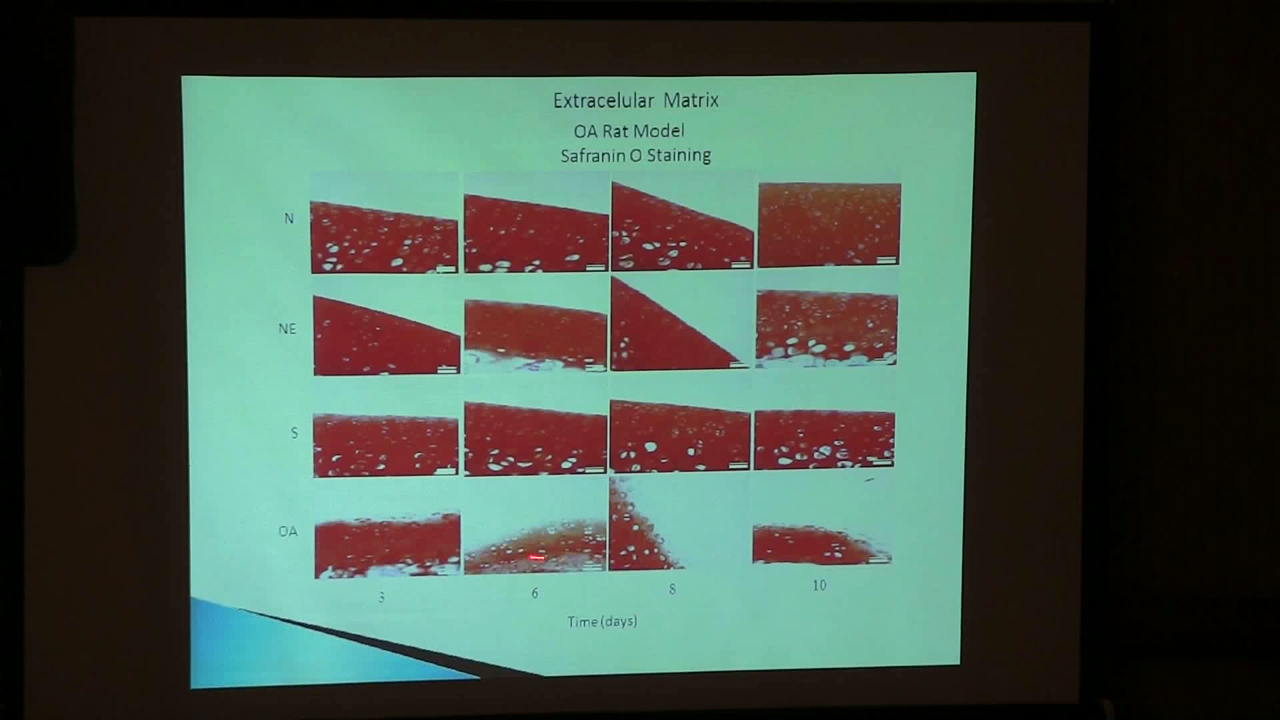 Extracelular Matrix
OA Rat Model
Safranin O Staining
N
NE
S
OA
3 6 8 10
Time (days)